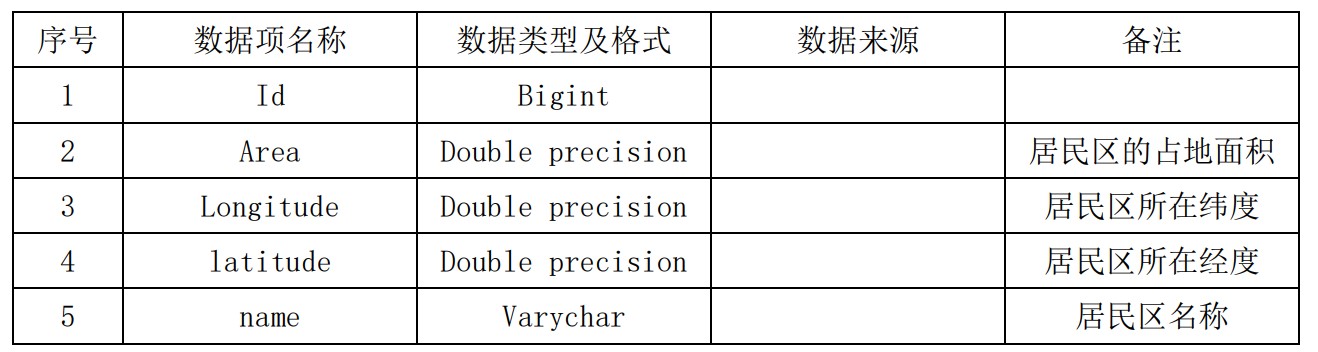 序号 数据项名称 数据类型及格式 数据来源 备注
1 Id Bigint
2 Area Double precision 居民区的占地面积
3 Longitude Double precision 居民区所在纬度
4 latitude Double precision 居民区所在经度
5 name Varychar 居民区名称